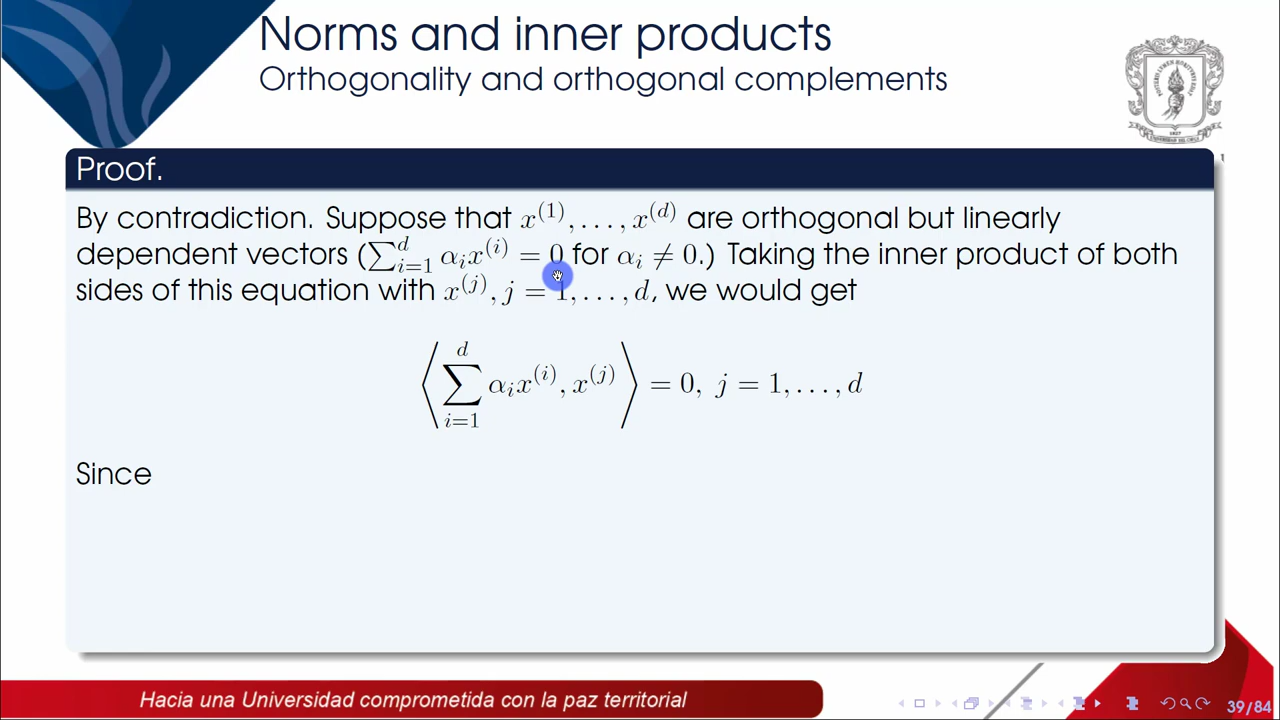 Norms and inner products
Orthogonality and orthogonal complements
Proof.
By contradiction. Suppose that $x^{(1)}, \ldots, x^{(d)}$ are orthogonal but linearly
dependent vectors ($\sum_{i=1}^{d} \alpha_i x^{(i)} = 0$ for $\alpha_i \neq 0$.) Taking the inner product of both
sides of this equation with $x^{(j)}, j = 1, \ldots, d$, we would get
$\left\langle \sum_{i=1}^{d} \alpha_i x^{(i)}, x^{(j)} \right\rangle = 0, \; j = 1, \ldots, d$
Since
Hacia una Universidad comprometida con la paz territorial
39/84